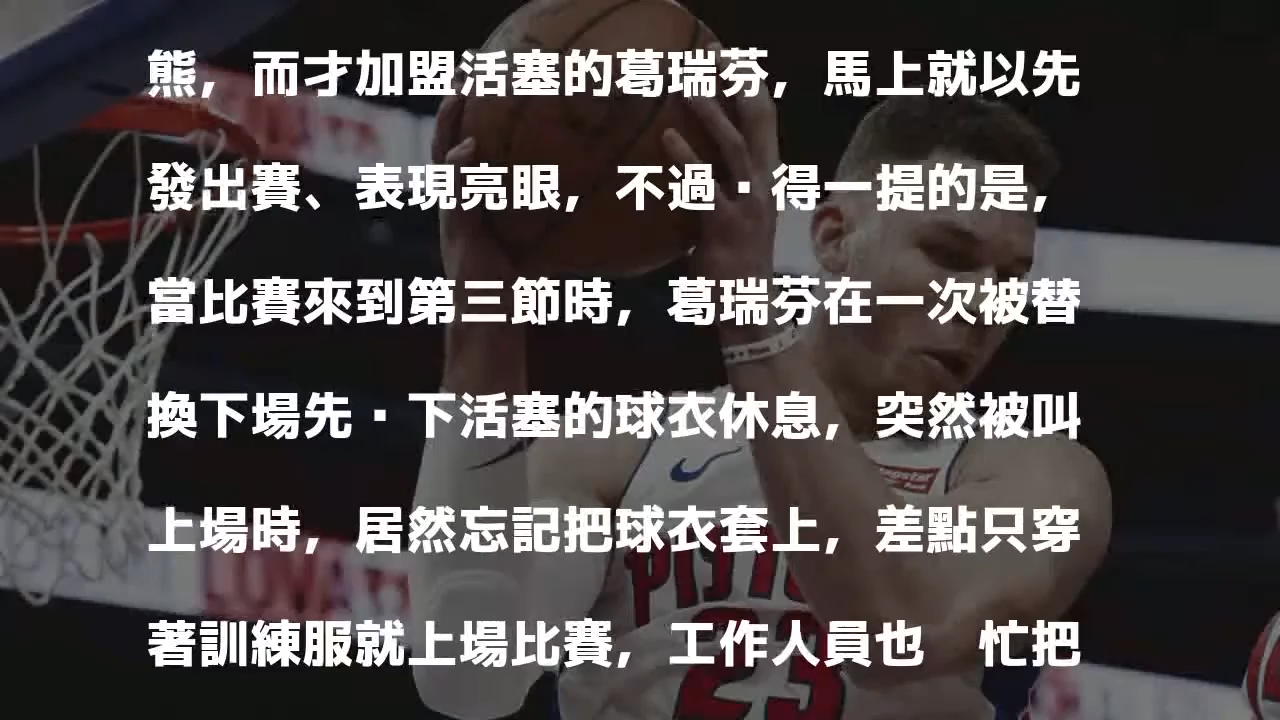 熊，而才加盟活塞的葛瑞芬，馬上就以先
發出賽、表現亮眼，不過▪得一提的是，
當比賽來到第三節時，葛瑞芬在一次被替
換下場先▪下活塞的球衣休息，突然被叫
上場時，居然忘記把球衣套上，差點只穿
著訓練服就上場比賽，工作人員也　忙把
PISTONS
23